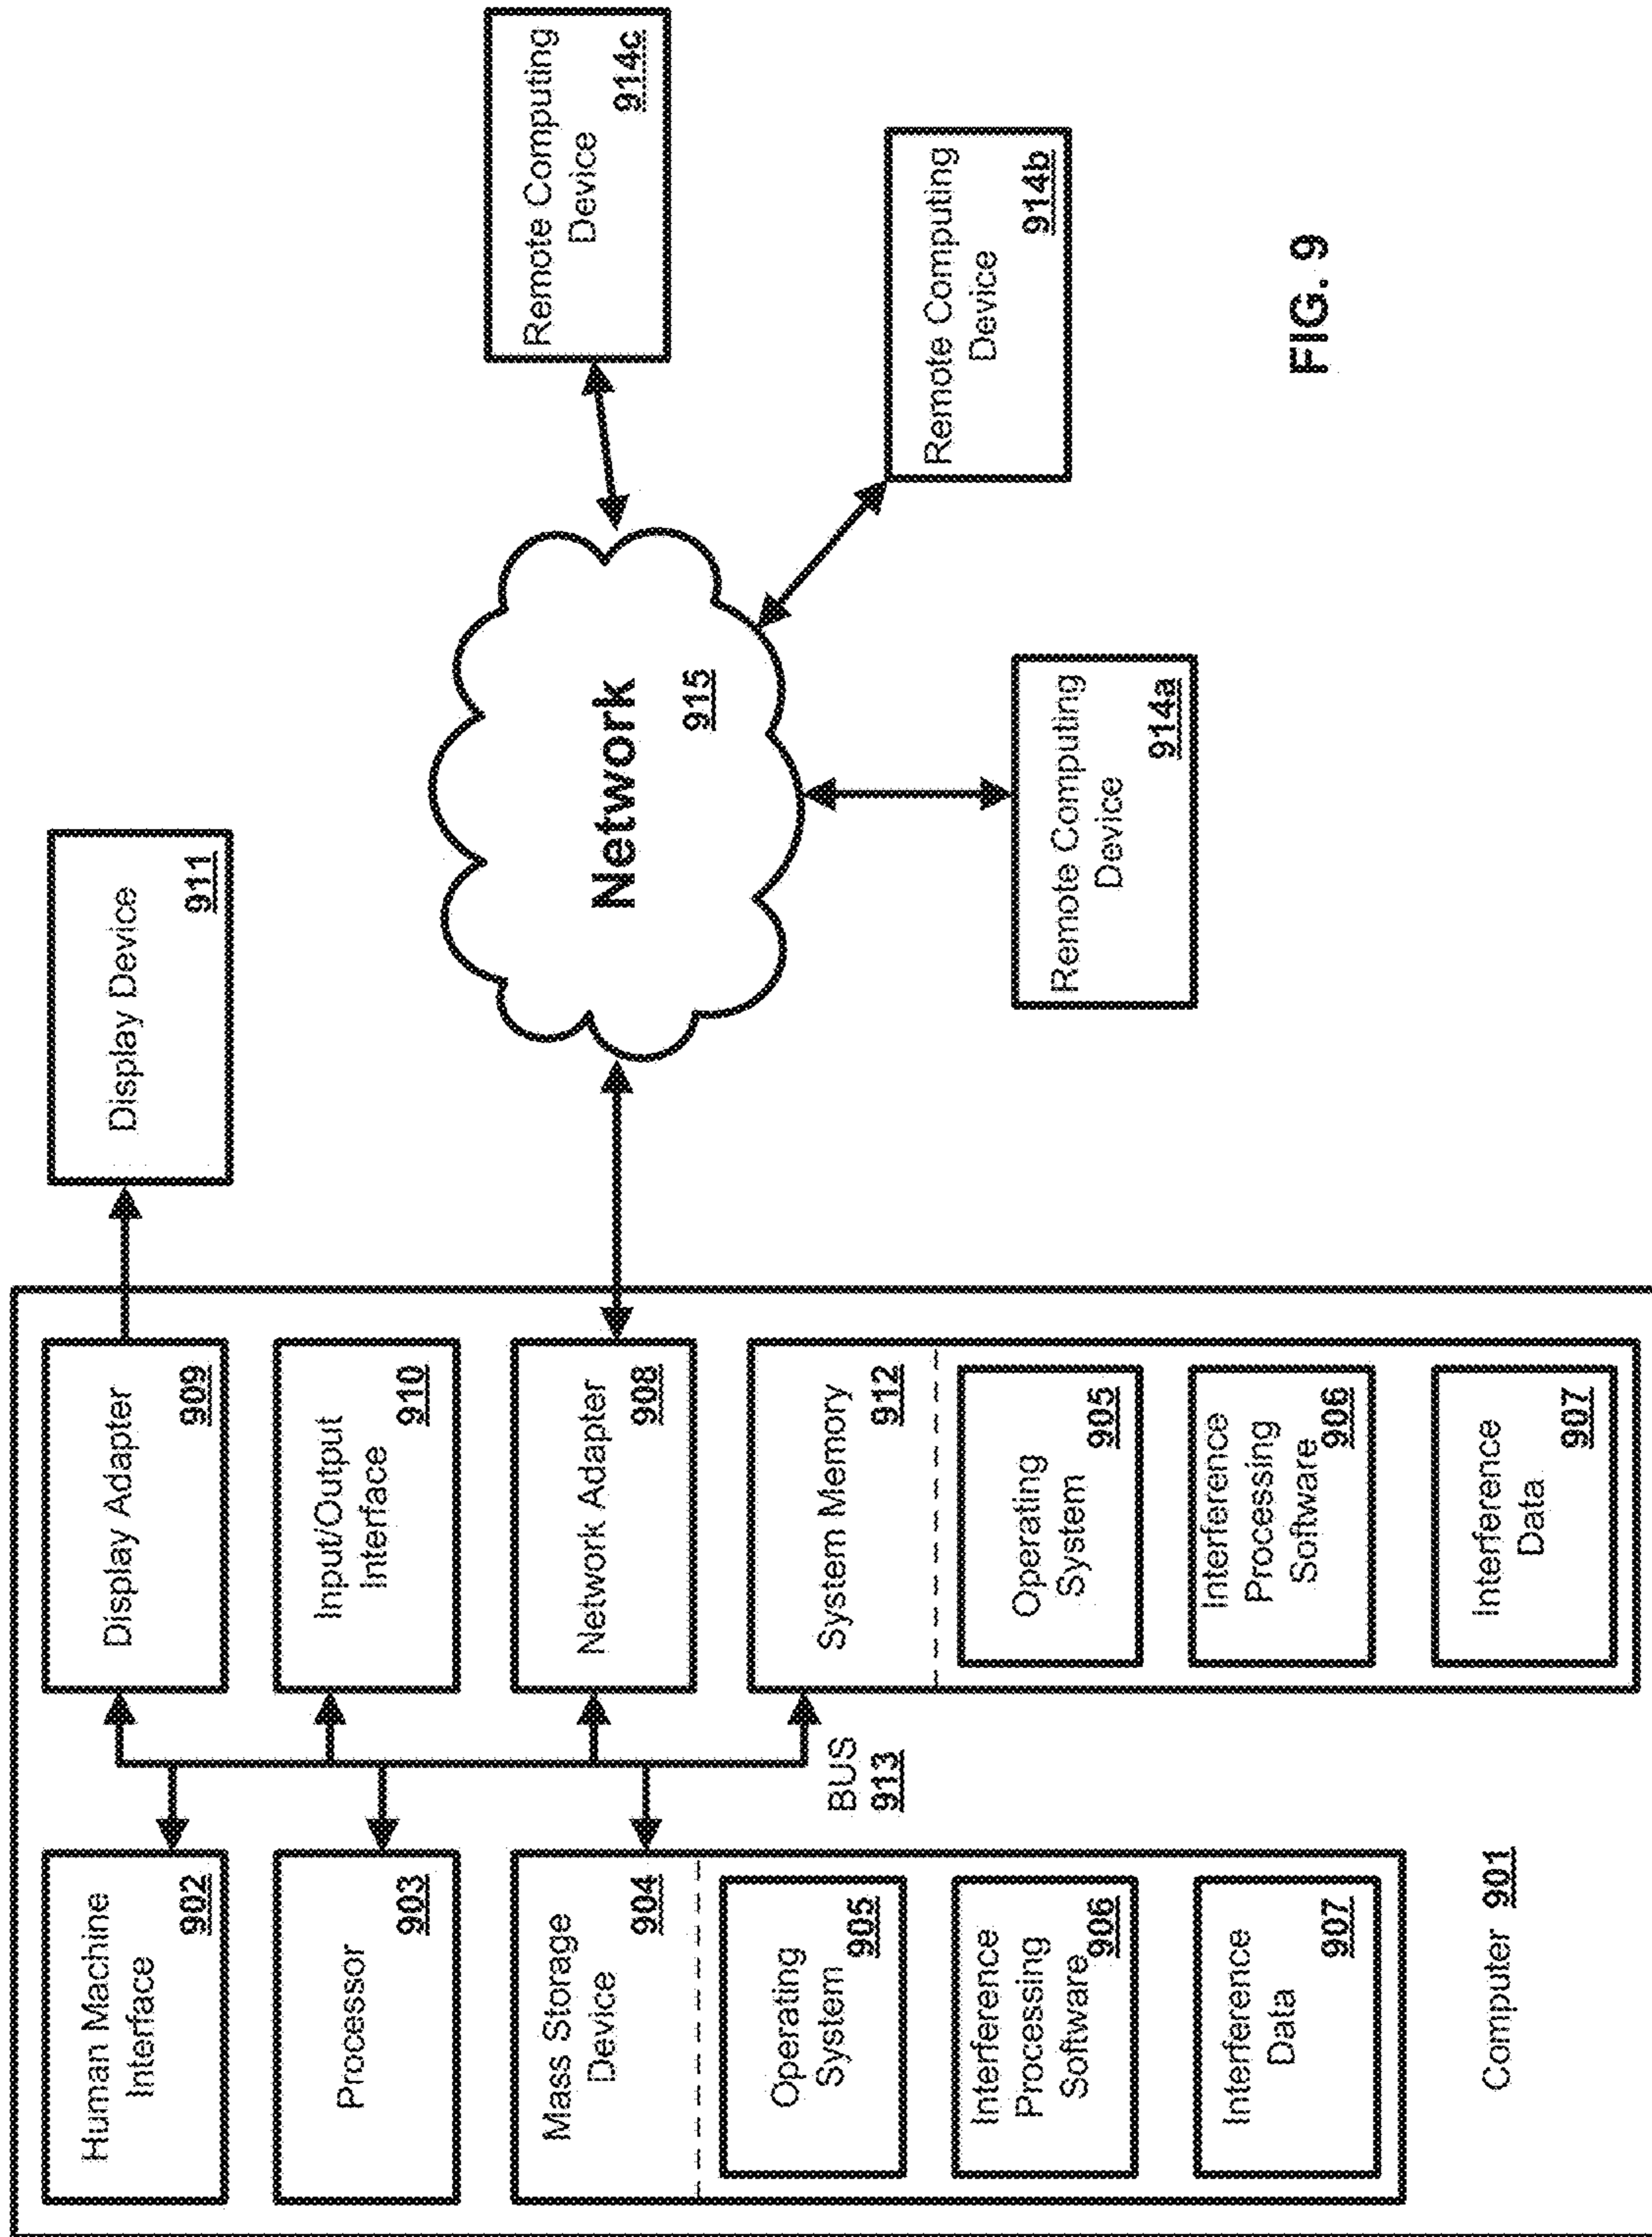 Human Machine
Interface
902
Processor
903
Mass Storage
Device
904
Operating
System
905
Interference
Processing
Software
906
Interference
Data
907
Computer 901
BUS
913
Display Adapter
909
Input/Output
Interface
910
Network Adapter
908
System Memory
912
Operating
System
905
Interference
Processing
Software
906
Interference
Data
907
Display Device
911
Network
915
Remote Computing
Device
914a
Remote Computing
Device
914b
Remote Computing
Device
914c
FIG. 9